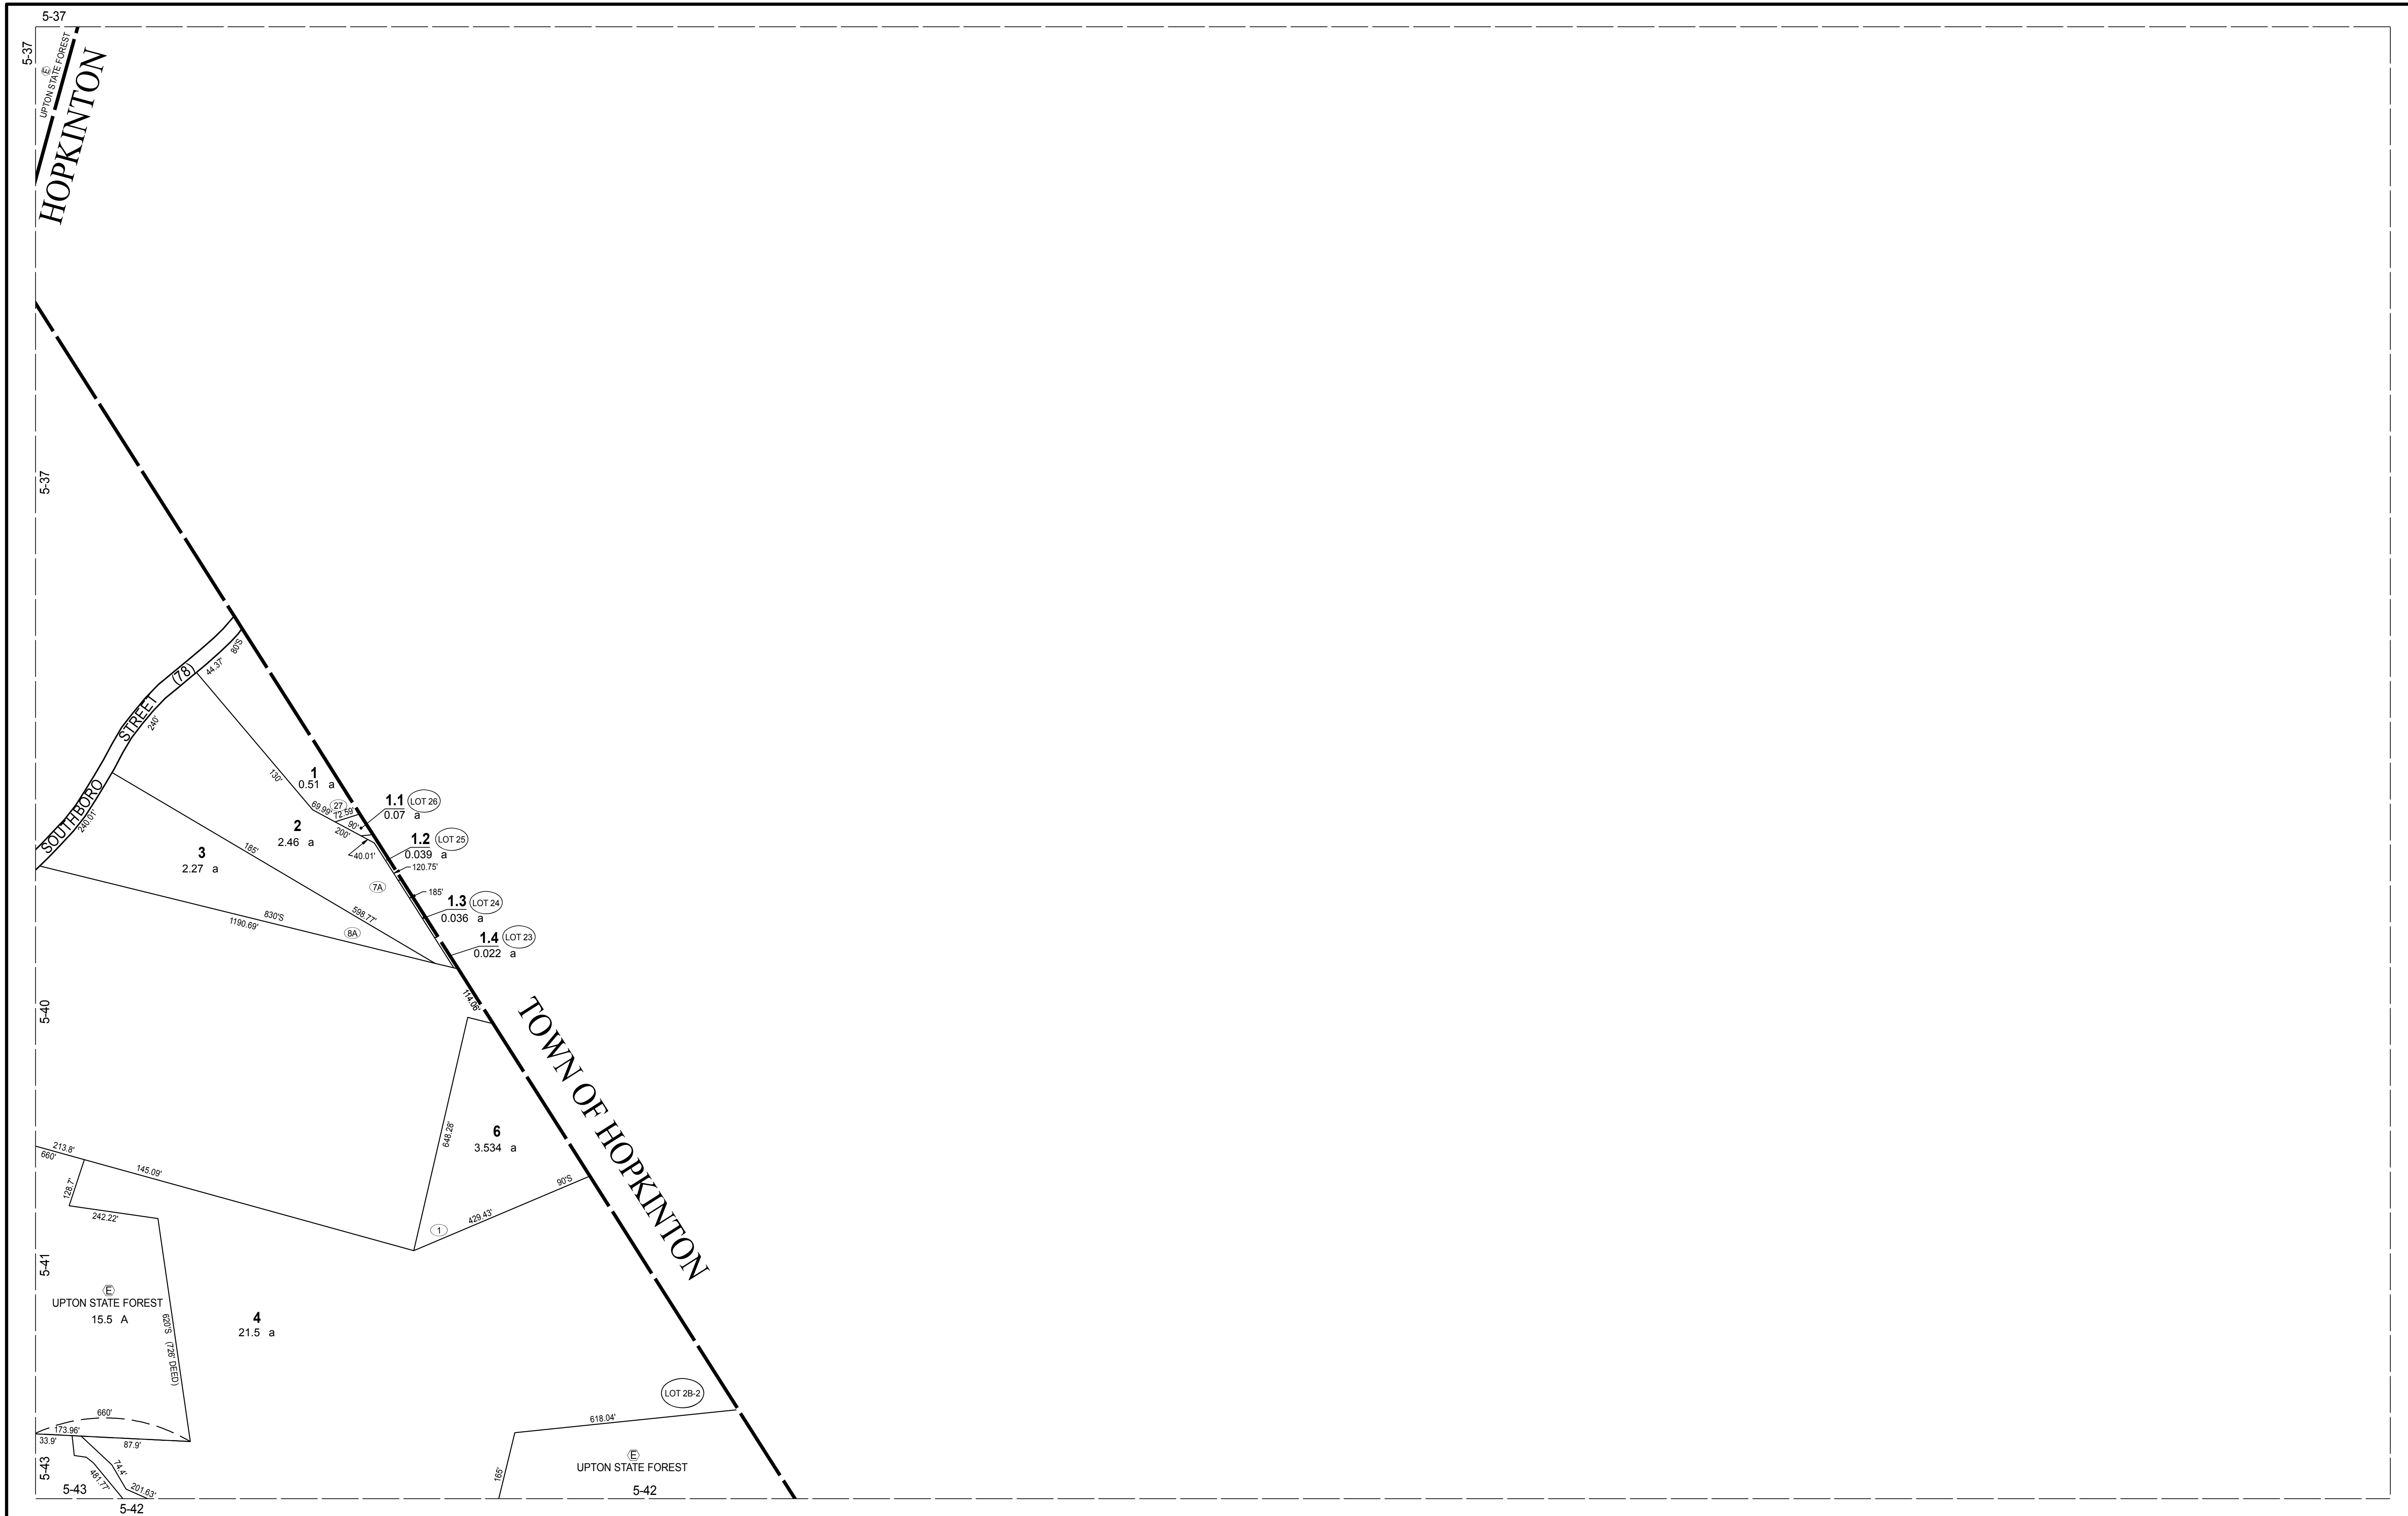 5-37
5-37
Ⓔ
UPTON STATE FOREST
HOPKINTON
5-37
80'S
44.37'
78
STREET
240'
SOUTHBORO
240.01'
130'
1
0.51 a
27
69.99'
72.59'
90'
200'
40.01'
1.1 LOT 26
0.07 a
1.2 LOT 25
0.039 a
120.75'
2
2.46 a
3
2.27 a
185'
7A
185'
1.3 LOT 24
0.036 a
598.77'
830'S
1190.69'
8A
1.4 LOT 23
0.022 a
114.06'
5-40
TOWN OF HOPKINTON
648.28'
6
3.534 a
90'S
429.43'
1
213.8'
660'
145.09'
128.7'
242.22'
5-41
E
UPTON STATE FOREST
15.5 A
620'S (726' DEED)
4
21.5 a
LOT 2B-2
618.04'
660'
173.96'
33.9'
87.9'
74.4'
481.77'
201.63'
165'
E
UPTON STATE FOREST
5-43
5-43
5-42
5-42